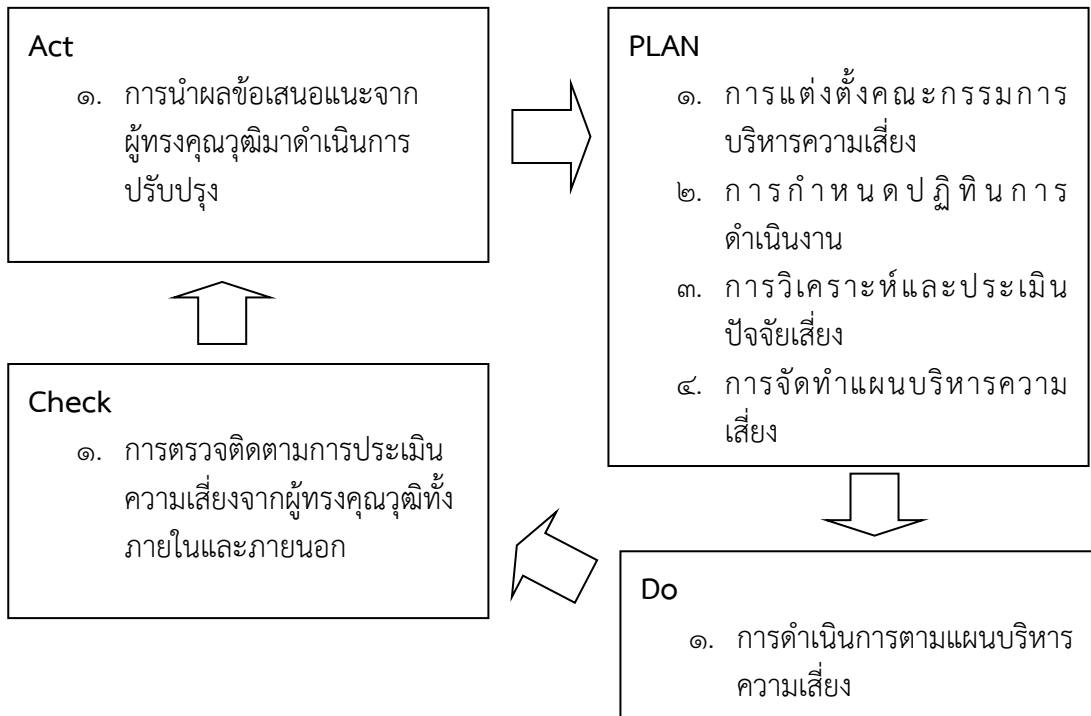 Act
๑. การนำผลข้อเสนอแนะจาก
ผู้ทรงคุณวุฒิมาดำเนินการ
ปรับปรุง
PLAN
๑. การแต่งตั้งคณะกรรมการ
บริหารความเสี่ยง
๒. การกำหนดปฏิทินการ
ดำเนินงาน
๓. การวิเคราะห์และประเมิน
ปัจจัยเสี่ยง
๔. การจัดทำแผนบริหารความ
เสี่ยง
Check
๑. การตรวจติดตามการประเมิน
ความเสี่ยงจากผู้ทรงคุณวุฒิทั้ง
ภายในและภายนอก
Do
๑. การดำเนินการตามแผนบริหาร
ความเสี่ยง